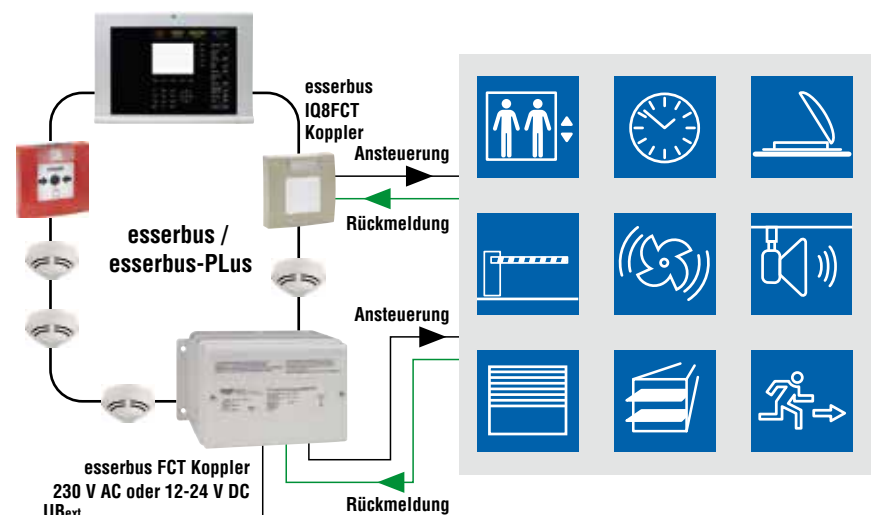 esserbus
IQ8FCT
Koppler
Ansteuerung
Rückmeldung
esserbus /
esserbus-PLus
Ansteuerung
esserbus FCT Koppler
230 V AC oder 12-24 V DC
UBext
Rückmeldung